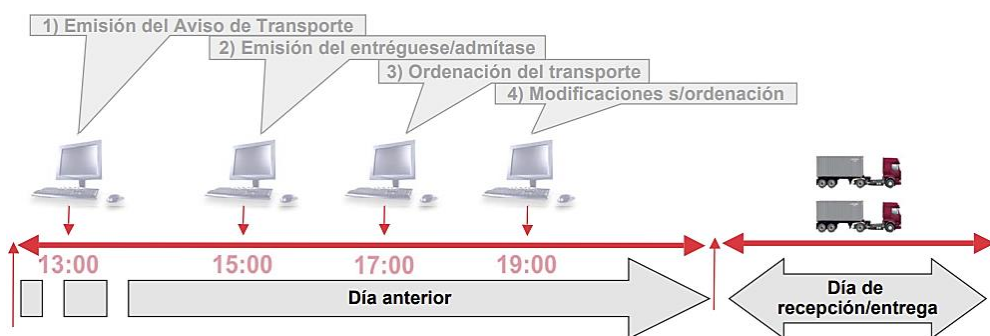 1) Emisión del Aviso de Transporte
2) Emisión del entréguese/admítase
3) Ordenación del transporte
4) Modificaciones s/ordenación
13:00
15:00
17:00
19:00
Día anterior
Día de
recepción/entrega